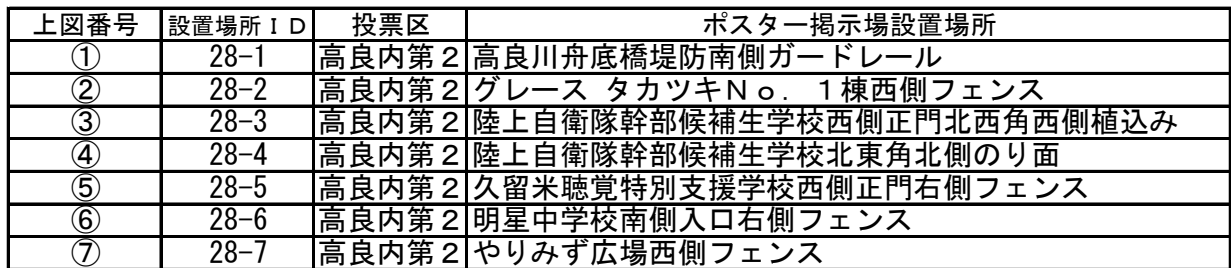 上図番号 設置場所ＩＤ 投票区 ポスター掲示場設置場所
① 28-1 高良内第２ 高良川舟底橋堤防南側ガードレール
② 28-2 高良内第２ グレース タカツキＮｏ．１棟西側フェンス
③ 28-3 高良内第２ 陸上自衛隊幹部候補生学校西側正門北西角西側植込み
④ 28-4 高良内第２ 陸上自衛隊幹部候補生学校北東角北側のり面
⑤ 28-5 高良内第２ 久留米聴覚特別支援学校西側正門右側フェンス
⑥ 28-6 高良内第２ 明星中学校南側入口右側フェンス
⑦ 28-7 高良内第２ やりみず広場西側フェンス